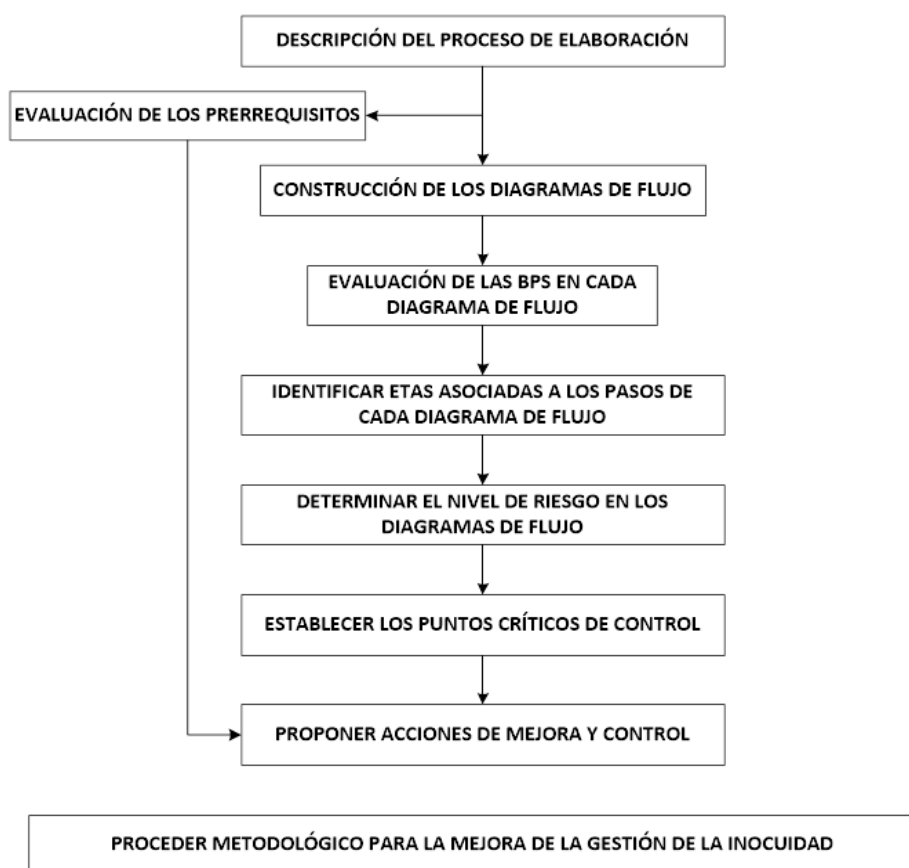 DESCRIPCIÓN DEL PROCESO DE ELABORACIÓN
EVALUACIÓN DE LOS PRERREQUISITOS
CONSTRUCCIÓN DE LOS DIAGRAMAS DE FLUJO
EVALUACIÓN DE LAS BPS EN CADA
DIAGRAMA DE FLUJO
IDENTIFICAR ETAS ASOCIADAS A LOS PASOS DE
CADA DIAGRAMA DE FLUJO
DETERMINAR EL NIVEL DE RIESGO EN LOS
DIAGRAMAS DE FLUJO
ESTABLECER LOS PUNTOS CRÍTICOS DE CONTROL
PROPONER ACCIONES DE MEJORA Y CONTROL
PROCEDER METODOLÓGICO PARA LA MEJORA DE LA GESTIÓN DE LA INOCUIDAD